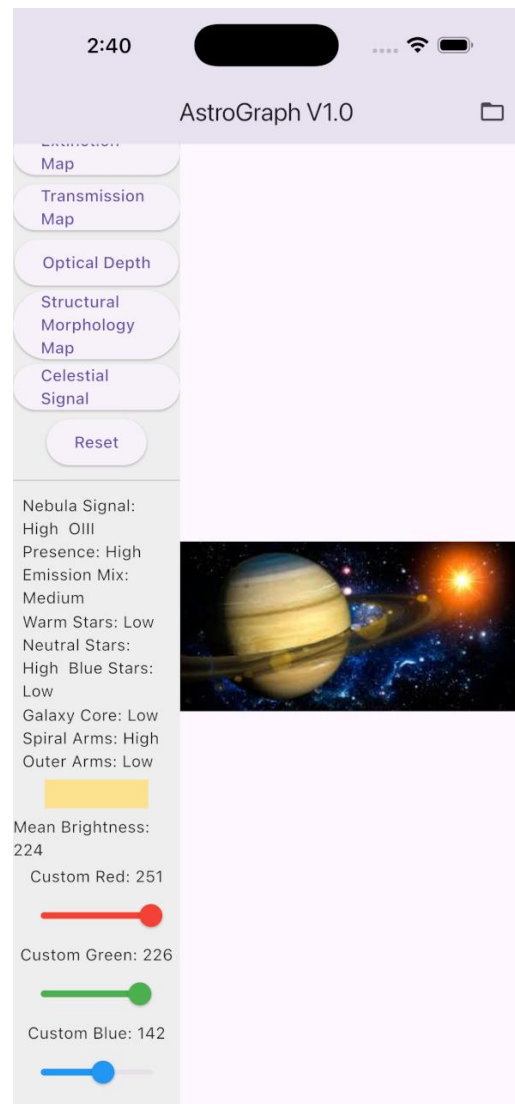 2:40
AstroGraph V1.0
Extinction
Map
Transmission
Map
Optical Depth
Structural
Morphology
Map
Celestial
Signal
Reset
Nebula Signal:
High OIII
Presence: High
Emission Mix:
Medium
Warm Stars: Low
Neutral Stars:
High Blue Stars:
Low
Galaxy Core: Low
Spiral Arms: High
Outer Arms: Low
Mean Brightness:
224
Custom Red: 251
Custom Green: 226
Custom Blue: 142